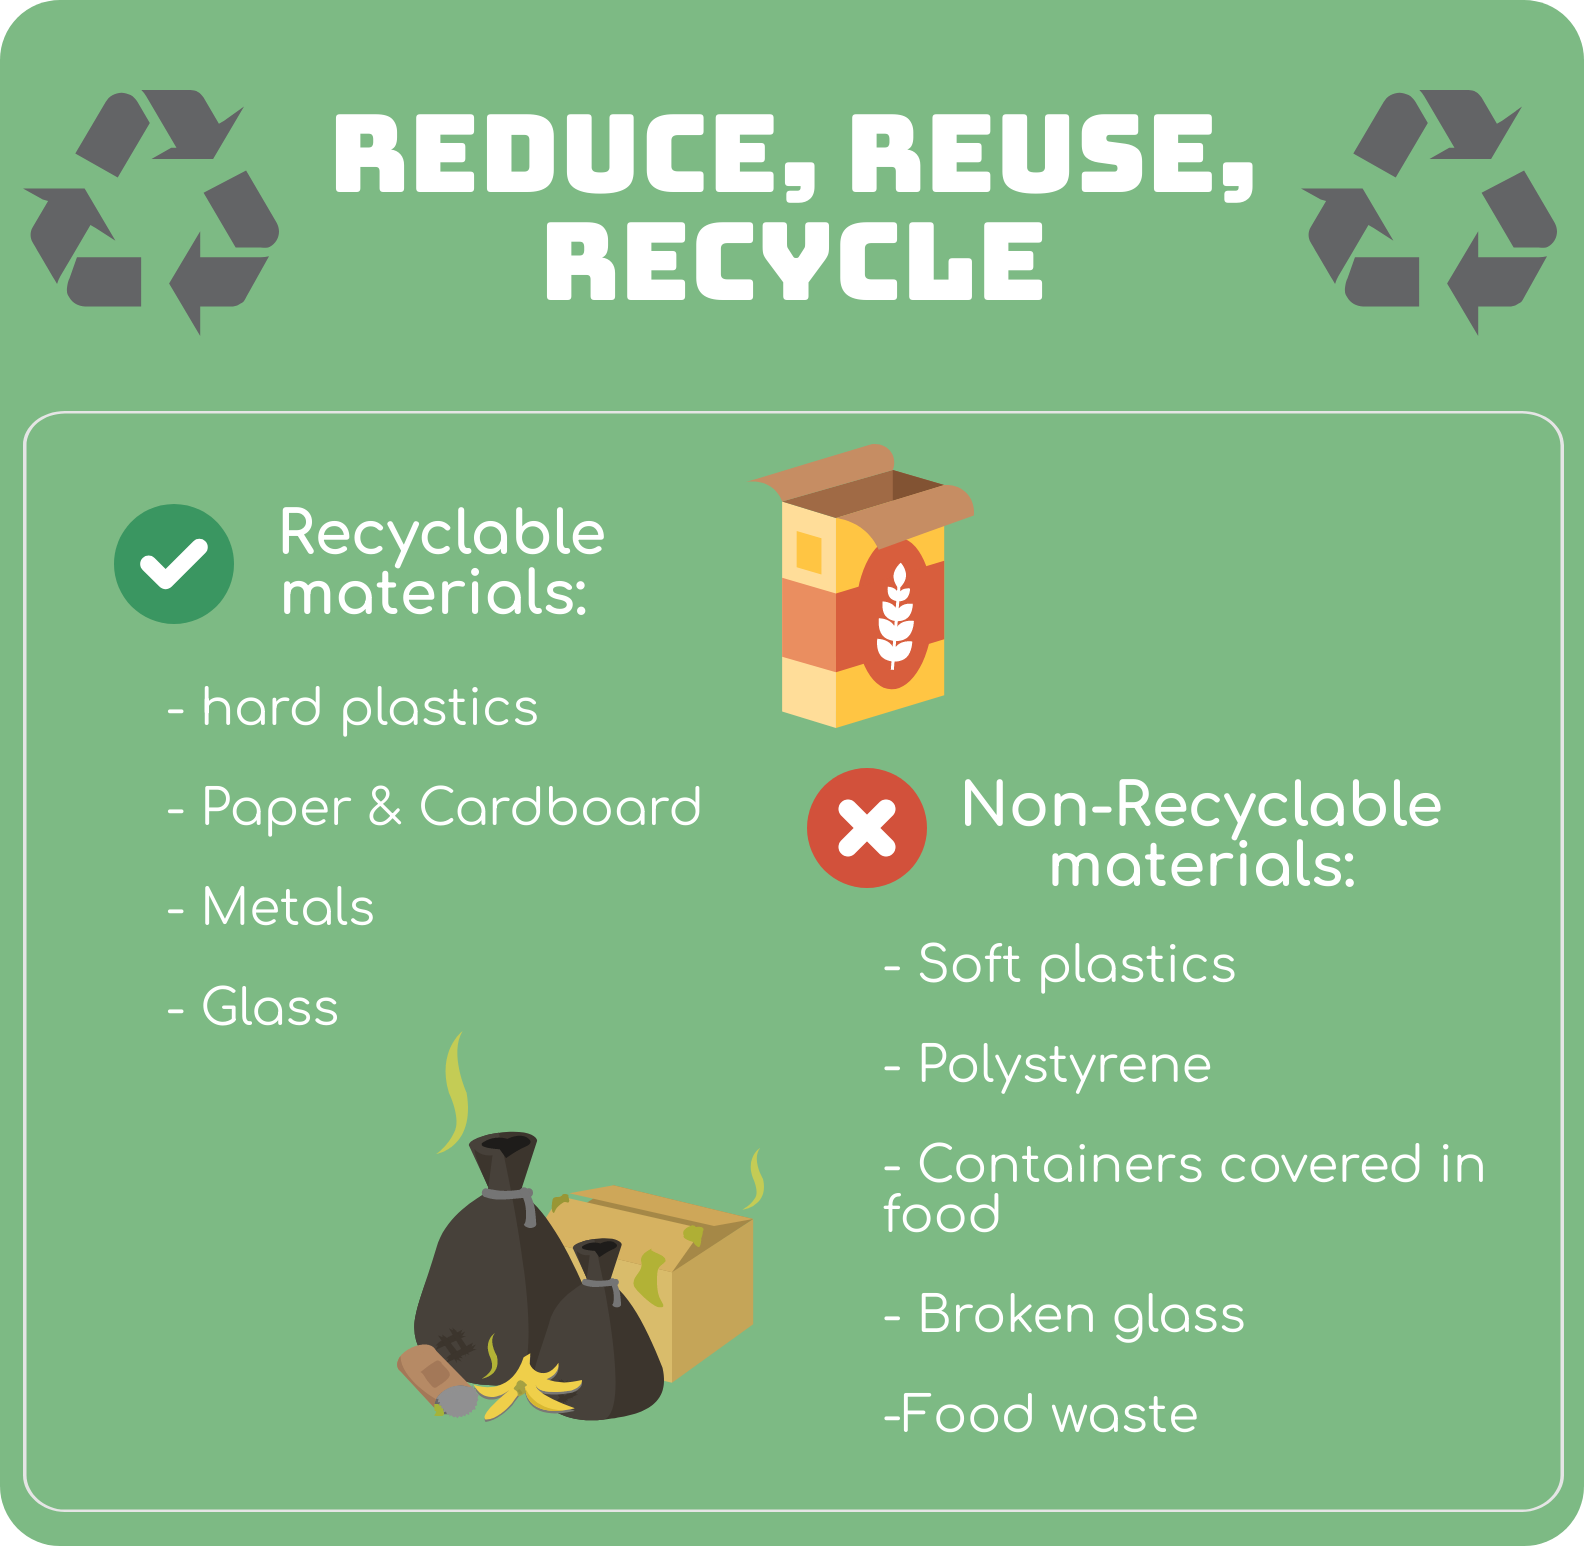 REDUCE, REUSE,
RECYCLE
Recyclable
materials:
- hard plastics
- Paper & Cardboard
- Metals
- Glass
Non-Recyclable
materials:
- Soft plastics
- Polystyrene
- Containers covered in
food
- Broken glass
-Food waste